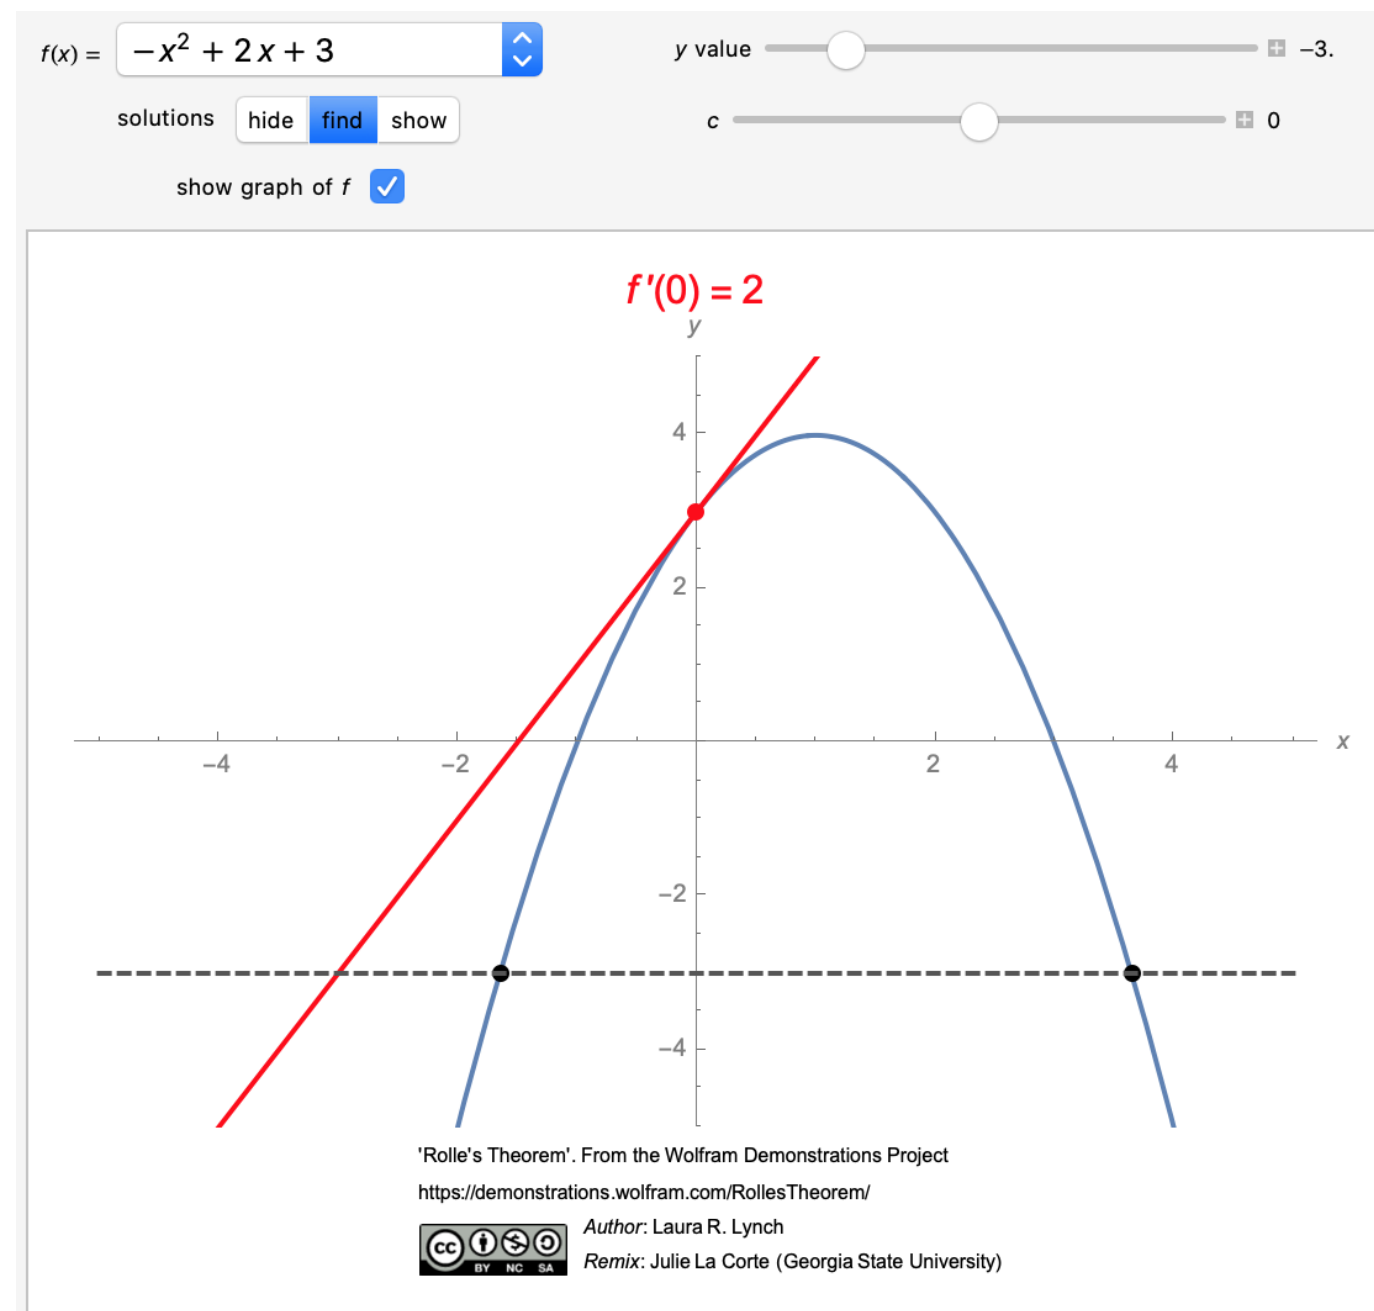 f(x) = −x² + 2 x + 3
y value −3.
solutions hide find show
c 0
show graph of f
f'(0) = 2
y
4
2
x
−4 −2 2 4
−2
−4
'Rolle's Theorem'. From the Wolfram Demonstrations Project
https://demonstrations.wolfram.com/RollesTheorem/
Author: Laura R. Lynch
cc BY NC SA
Remix: Julie La Corte (Georgia State University)